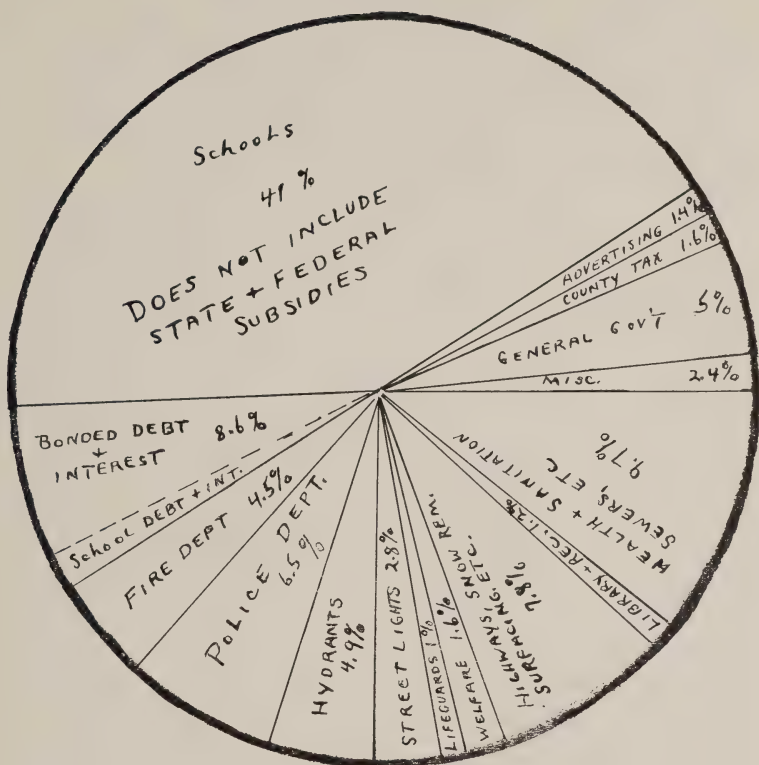 Schools
41 %
DOES NOT INCLUDE
STATE + FEDERAL
SUBSIDIES
ADVERTISING 1.4%
COUNTY TAX 1.6%
GENERAL GOV'T 5%
MISC. 2.4%
WEALTH + SANITATION
SEWERS, ETC
9.7%
LIBRARY + REC. 1.2%
HIGHWAYS, SNOW REM.
SURFACING. ETC.
7.8%
WELFARE 1.6%
LIFEGUARDS 1%
STREET LIGHTS 2.8%
HYDRANTS
4.9%
POLICE DEPT.
6.5%
FIRE DEPT 4.5%
SCHOOL DEBT + INT.
BONDED DEBT
+
INTEREST
8.6%